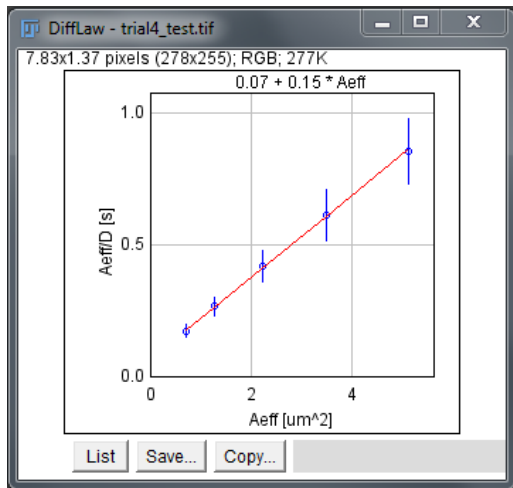 DiffLaw - trial4_test.tif
7.83x1.37 pixels (278x255); RGB; 277K
0.07 + 0.15 * Aeff
1.0
0.5
0.0
Aeff/D [s]
0 2 4
Aeff [um^2]
List Save... Copy...